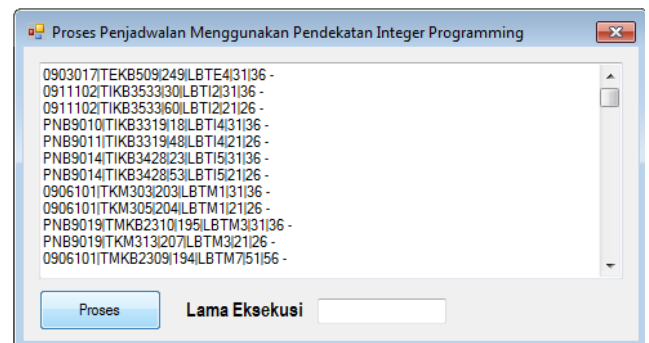 Proses Penjadwalan Menggunakan Pendekatan Integer Programming
0903017|TEKB509|249|LBTE4|31|36 -
0911102|TIKB3533|30|LBTI2|31|36 -
0911102|TIKB3533|60|LBTI2|21|26 -
PNB9010|TIKB3319|18|LBTI4|31|36 -
PNB9011|TIKB3319|48|LBTI4|21|26 -
PNB9014|TIKB3428|23|LBTI5|31|36 -
PNB9014|TIKB3428|53|LBTI5|21|26 -
0906101|TKM303|203|LBTM1|31|36 -
0906101|TKM305|204|LBTM1|21|26 -
PNB9019|TMKB2310|195|LBTM3|31|36 -
PNB9019|TKM313|207|LBTM3|21|26 -
0906101|TMKB2309|194|LBTM7|51|56 -
Proses Lama Eksekusi